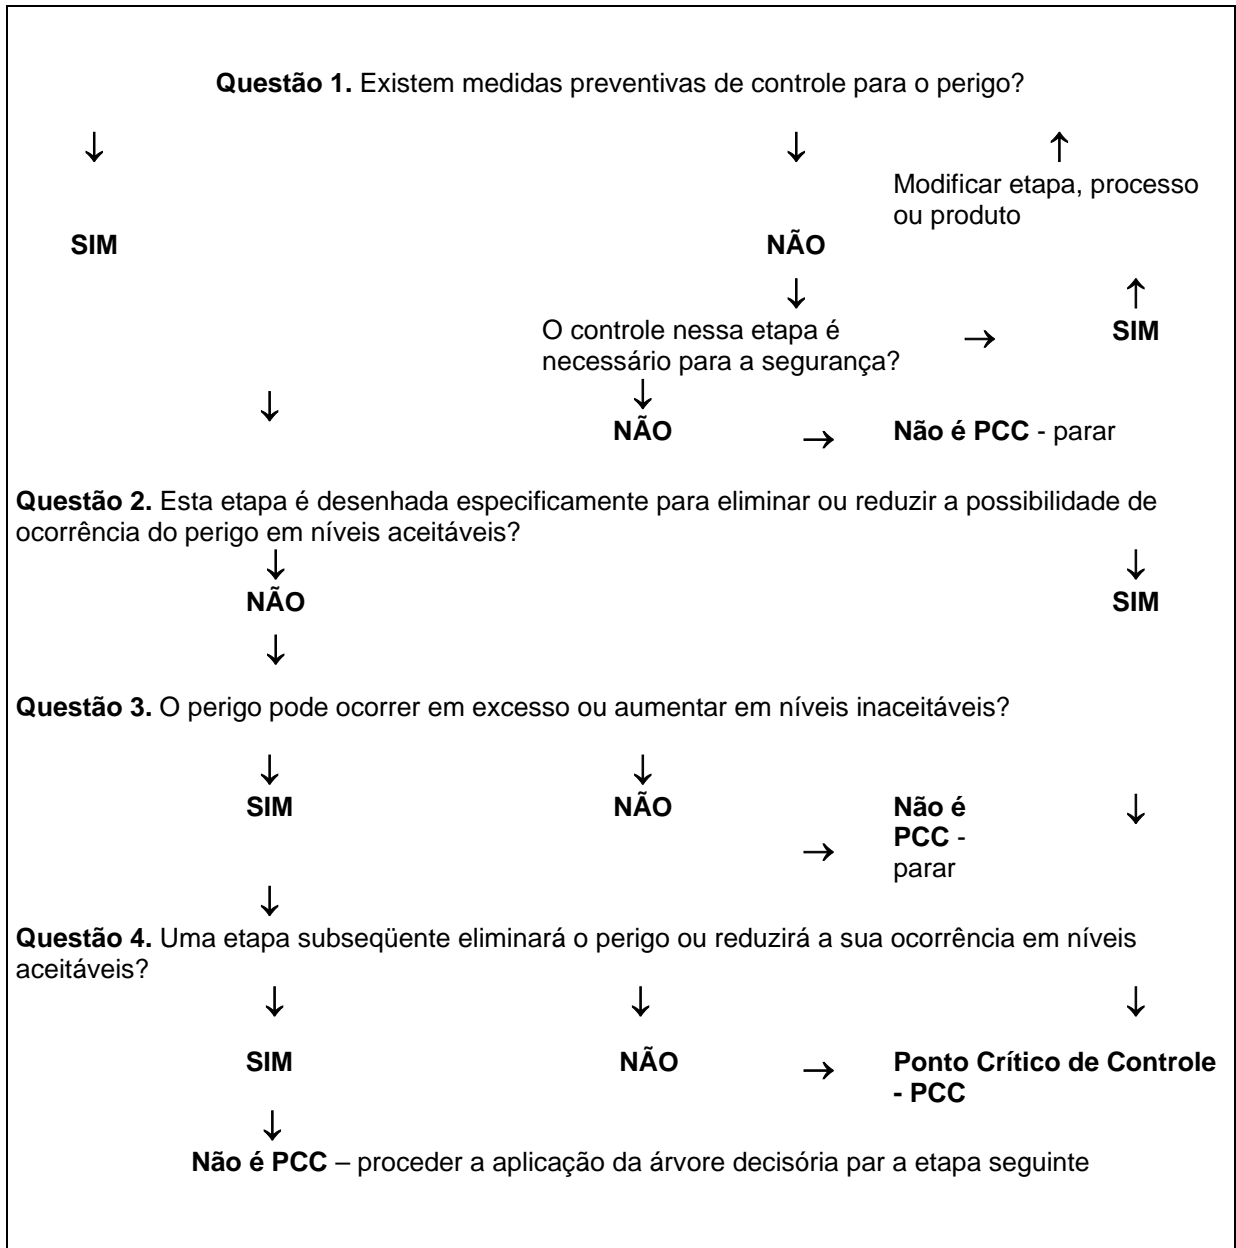 Questão 1. Existem medidas preventivas de controle para o perigo?
↓ ↓ ↑
Modificar etapa, processo
ou produto
SIM NÃO
↓ ↑
O controle nessa etapa é → SIM
necessário para a segurança?
↓ ↓
NÃO → Não é PCC - parar
Questão 2. Esta etapa é desenhada especificamente para eliminar ou reduzir a possibilidade de
ocorrência do perigo em níveis aceitáveis?
↓ ↓
NÃO SIM
↓
Questão 3. O perigo pode ocorrer em excesso ou aumentar em níveis inaceitáveis?
↓ ↓
SIM NÃO Não é ↓
→ PCC -
parar
↓
Questão 4. Uma etapa subseqüente eliminará o perigo ou reduzirá a sua ocorrência em níveis
aceitáveis?
↓ ↓ ↓
SIM NÃO → Ponto Crítico de Controle
- PCC
↓
Não é PCC – proceder a aplicação da árvore decisória par a etapa seguinte